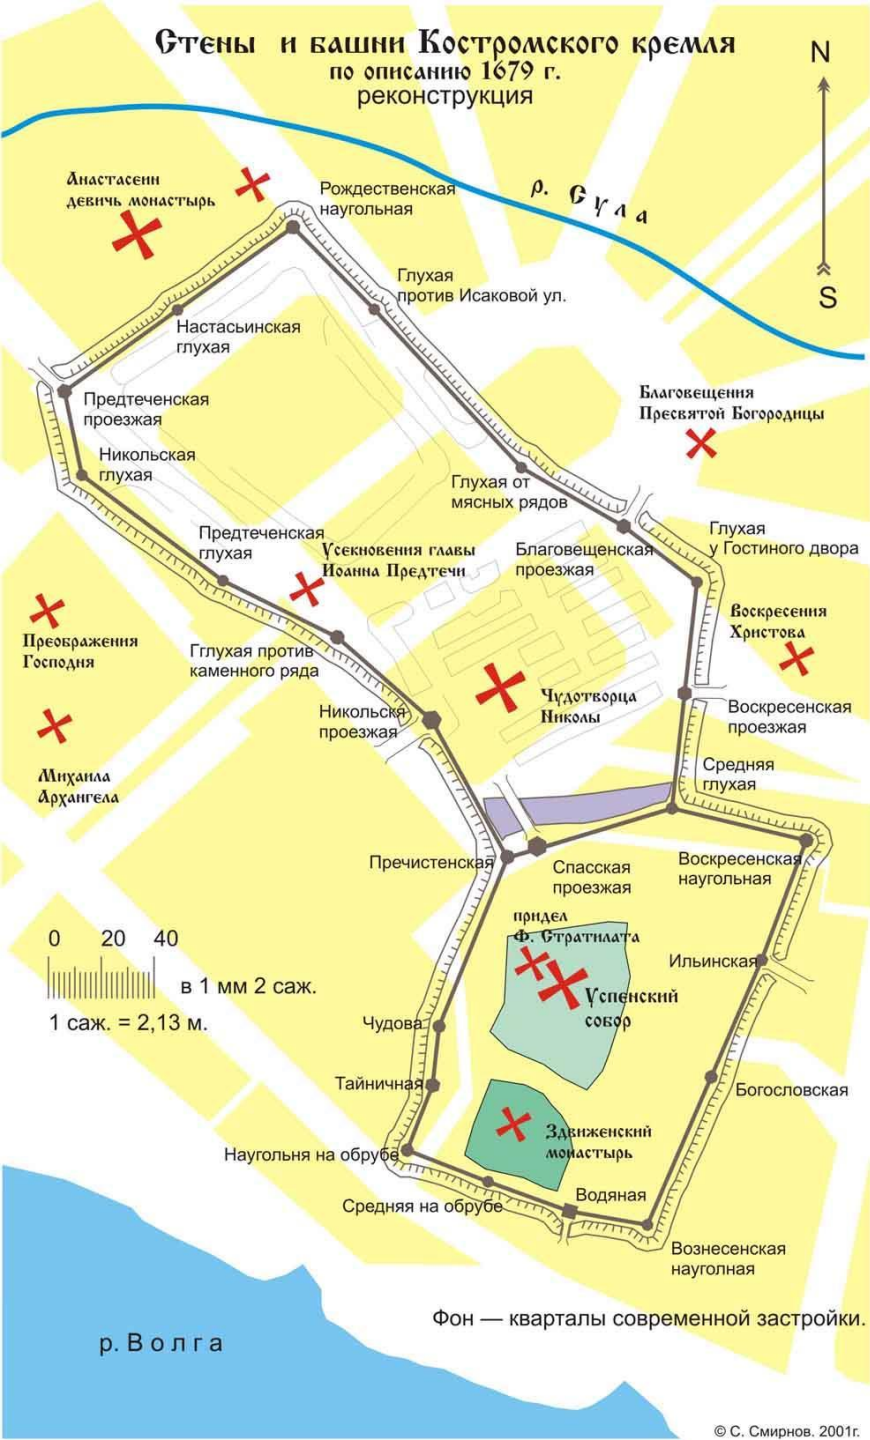 Стены и башни Костромского кремля
по описанию 1679 г.
реконструкция
N
S
р. Сула
Анастасеин
девичь монастырь
Рождественская
наугольная
Глухая
против Исаковой ул.
Настасьинская
глухая
Предтеченская
проезжая
Благовещения
Пресвятой Богородицы
Никольская
глухая
Глухая от
мясных рядов
Предтеченская
глухая
Усекновения главы
Иоанна Предтечи
Благовещенская
проезжая
Глухая
у Гостиного двора
Преображения
Господня
Воскресения
Христова
Гглухая против
каменного ряда
Чудотворца
Николы
Никольскя
проезжая
Воскресенская
проезжая
Михаила
Архангела
Средняя
глухая
Пречистенская
Спасская
проезжая
Воскресенская
наугольная
придел
Ф. Стратилата
0 20 40
в 1 мм 2 саж.
1 саж. = 2,13 м.
Ильинская
Успенский
собор
Чудова
Тайничная
Богословская
Здвиженский
монастырь
Наугольня на обрубе
Средняя на обрубе
Водяная
Вознесенская
науголная
Фон — кварталы современной застройки.
р. Волга
© С. Смирнов. 2001г.